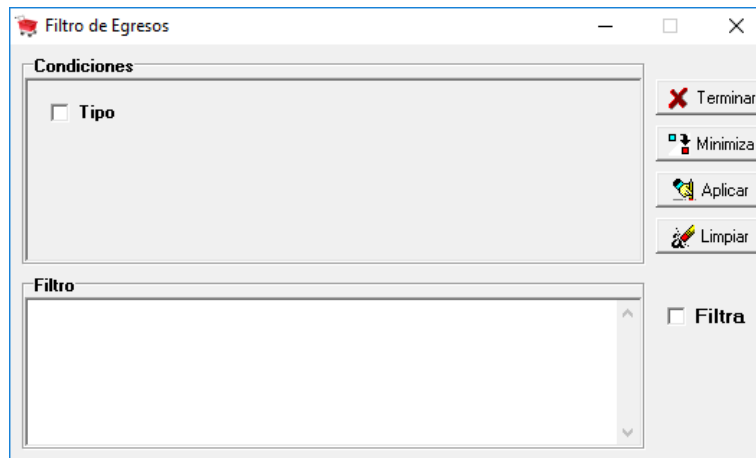 Filtro de Egresos
Condiciones
Tipo
Terminar
Minimiza
Aplicar
Limpiar
Filtro
Filtra